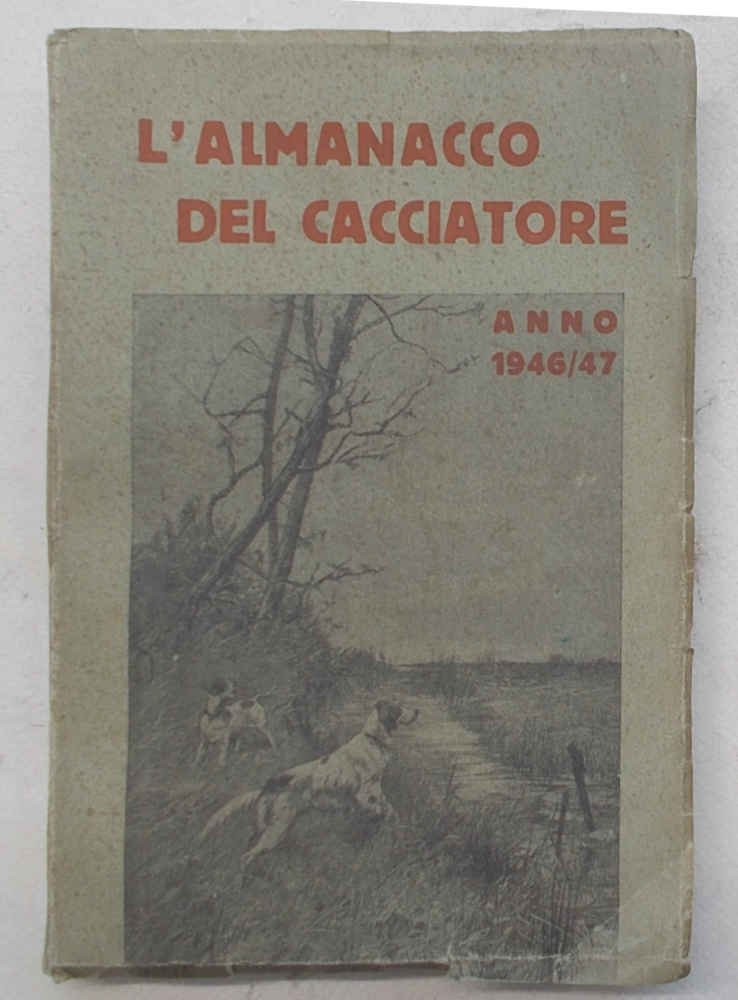 L'ALMANACCO
DEL CACCIATORE
ANNO
1946/47